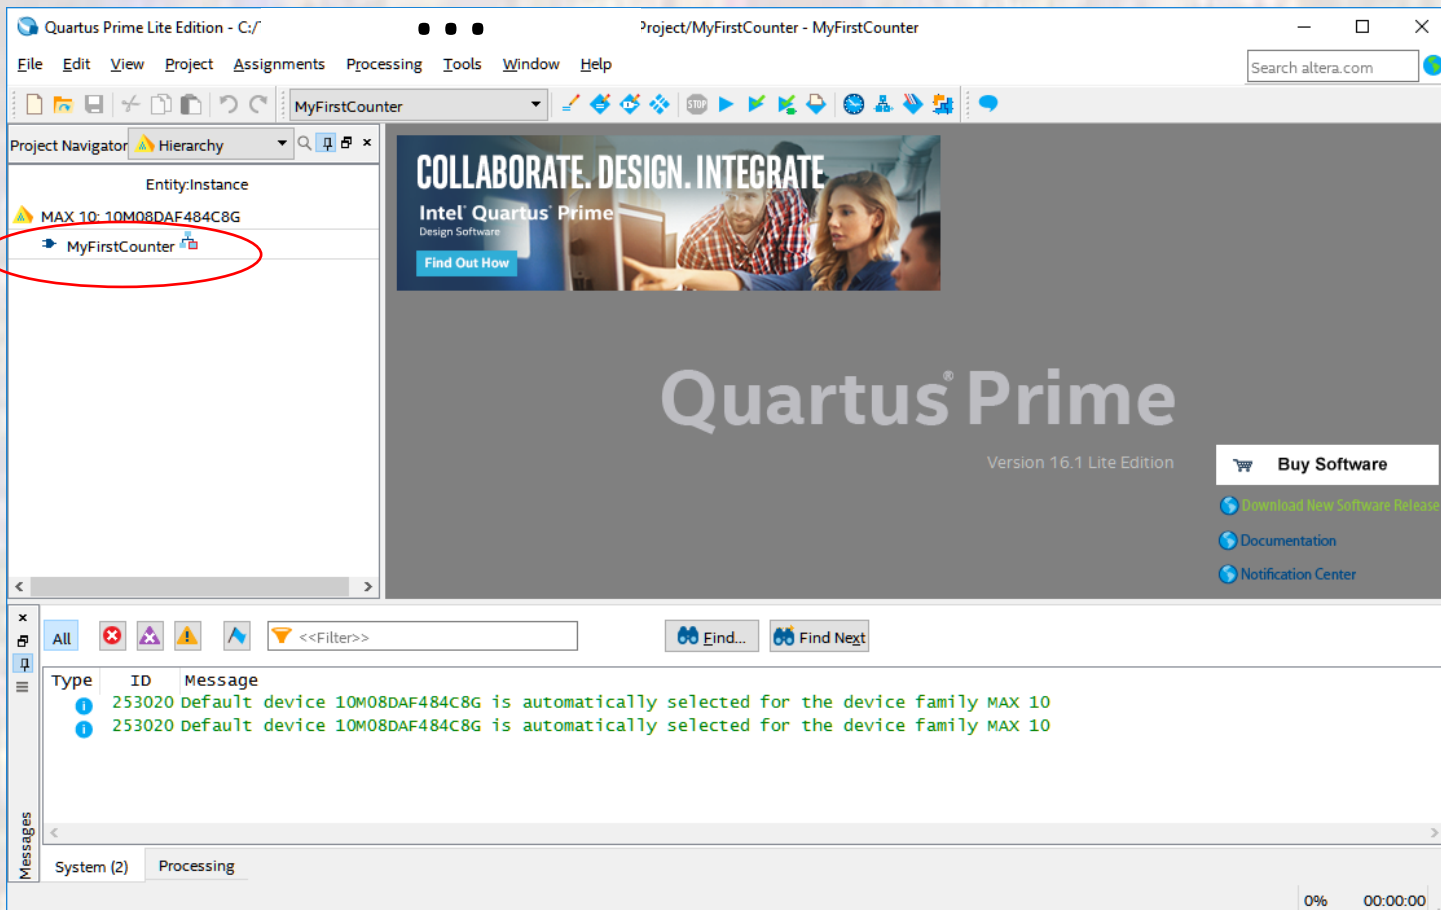 Quartus Prime Lite Edition - C:/T ● ● ● Project/MyFirstCounter - MyFirstCounter
File Edit View Project Assignments Processing Tools Window Help
Search altera.com
STOP
MyFirstCounter
Project Navigator Hierarchy
Entity:Instance
MAX 10: 10M08DAF484C8G
MyFirstCounter
COLLABORATE. DESIGN. INTEGRATE
Intel® Quartus® Prime
Design Software
Find Out How
Quartus® Prime
Version 16.1 Lite Edition
Buy Software
Download New Software Release
Documentation
Notification Center
All <<Filter>> Find... Find Next
Type ID Message
253020 Default device 10M08DAF484C8G is automatically selected for the device family MAX 10
253020 Default device 10M08DAF484C8G is automatically selected for the device family MAX 10
Messages
System (2) Processing
0% 00:00:00